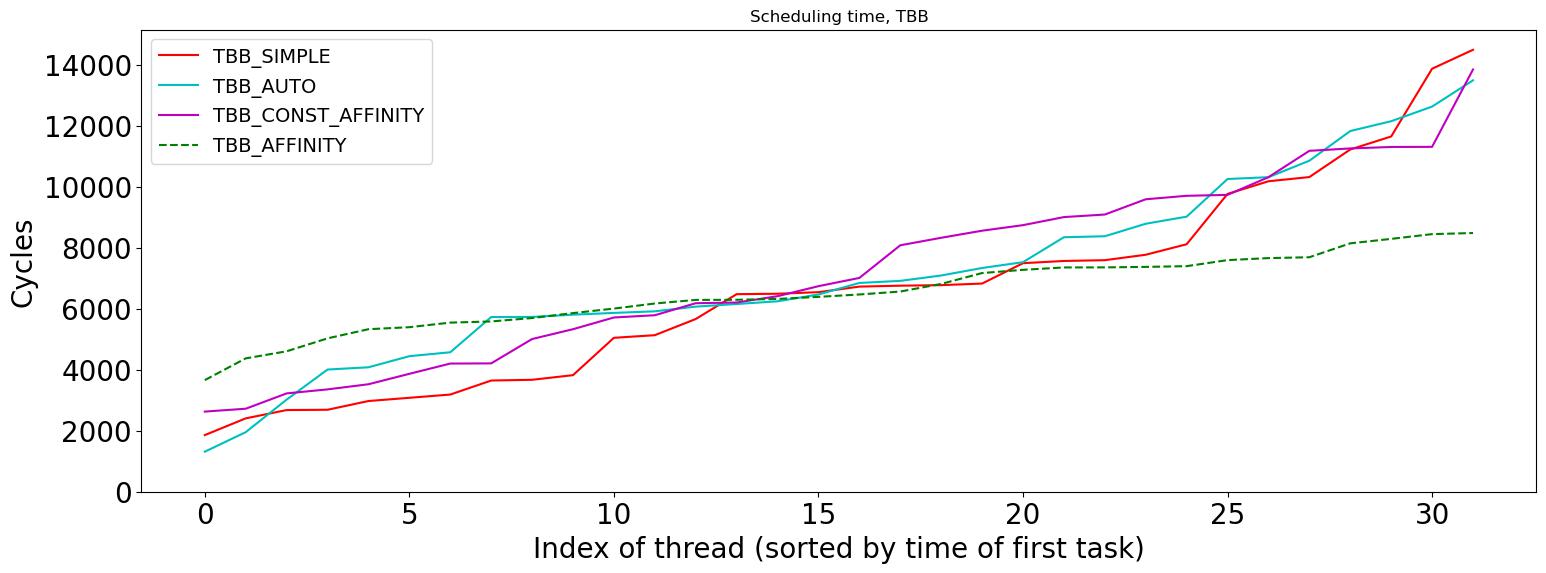 Scheduling time, TBB
TBB_SIMPLE
TBB_AUTO
TBB_CONST_AFFINITY
TBB_AFFINITY
Cycles
14000
12000
10000
8000
6000
4000
2000
0
0 5 10 15 20 25 30
Index of thread (sorted by time of first task)